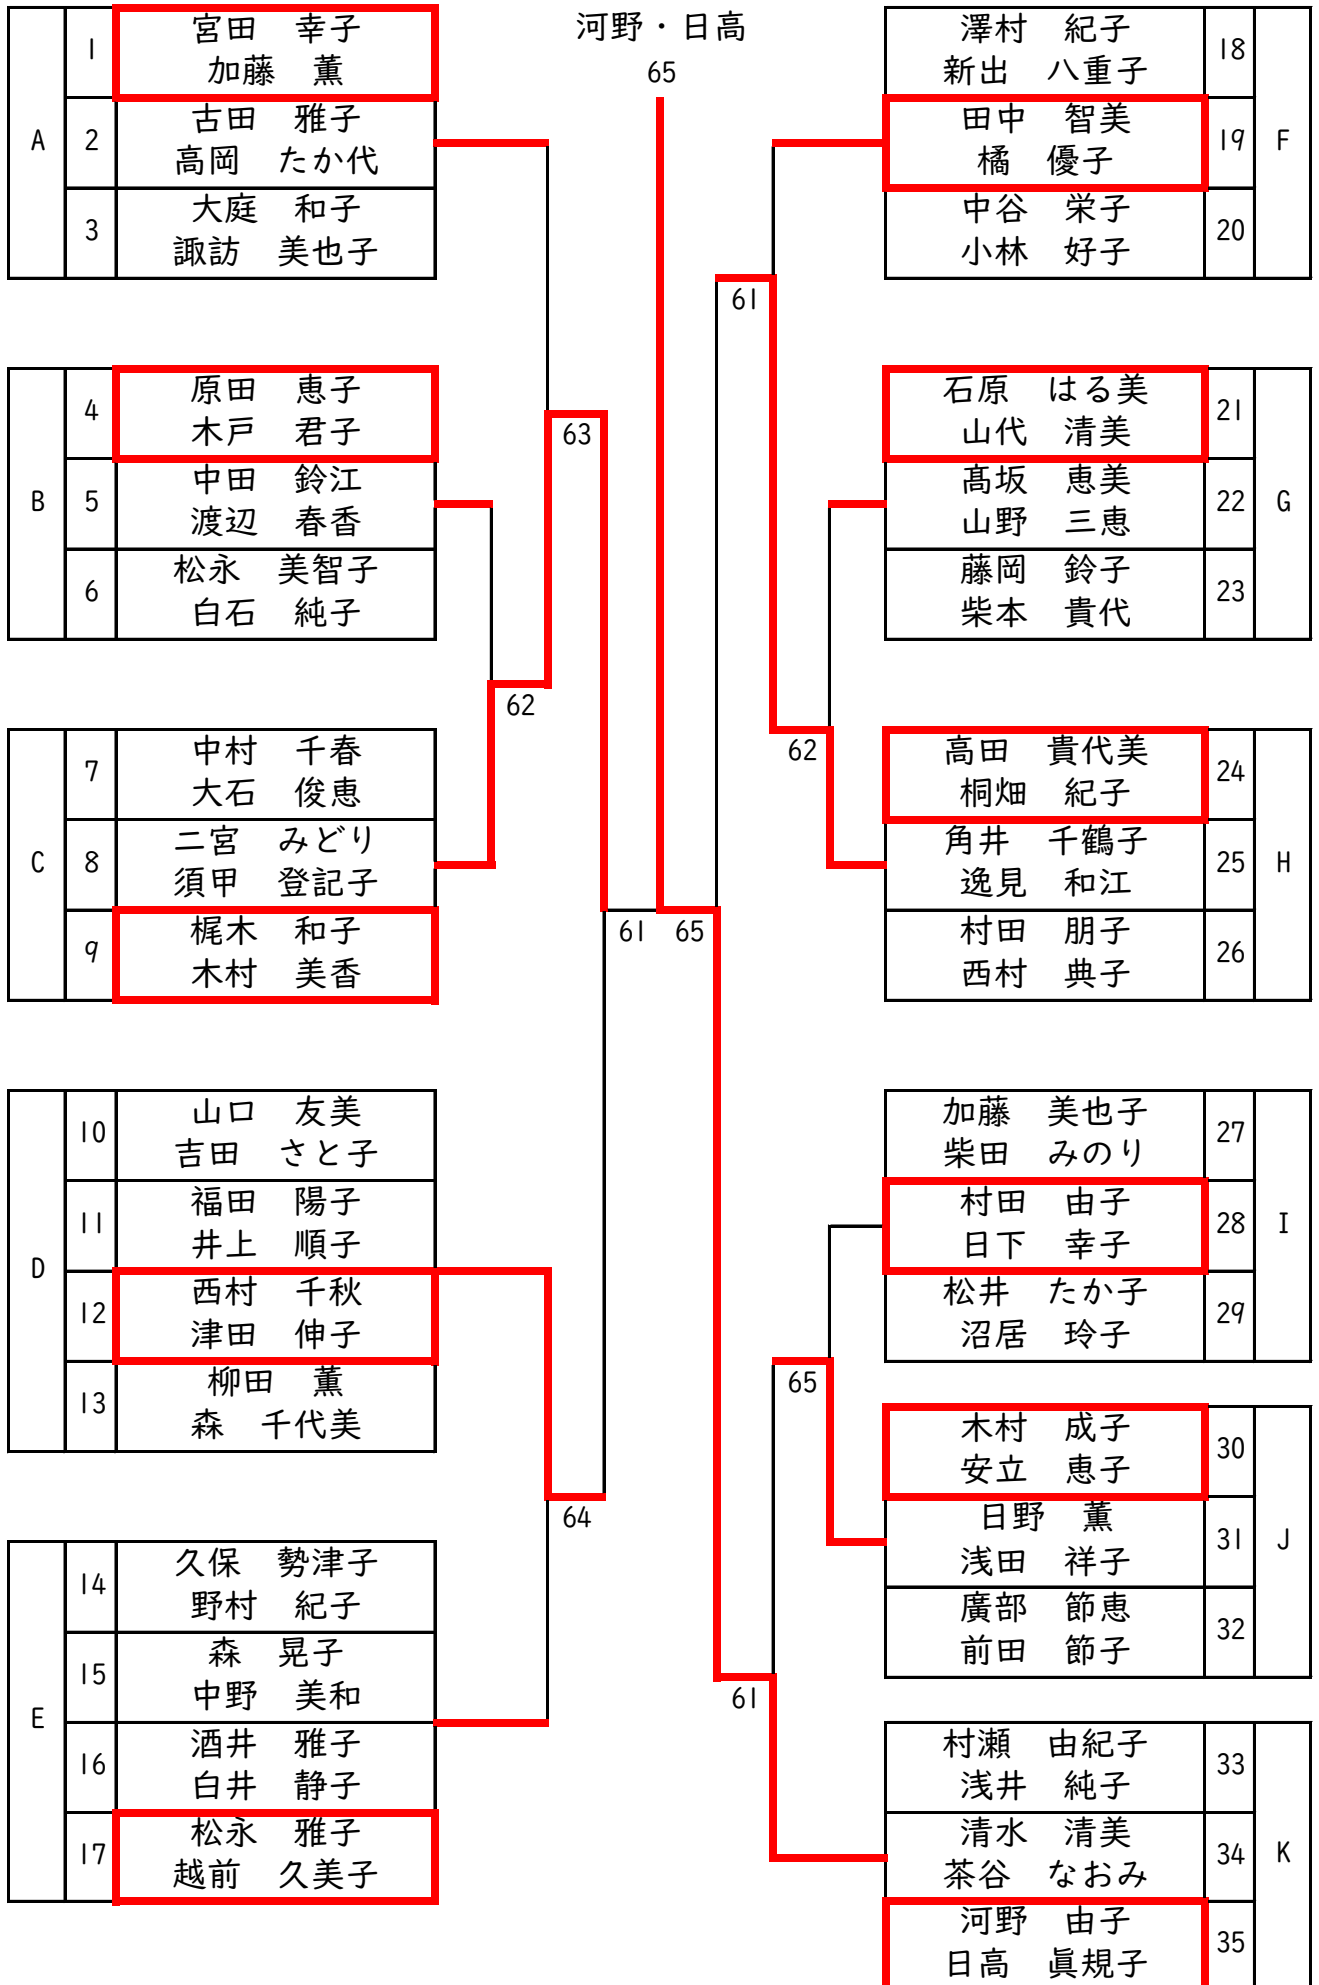 河野・日高
65
A
1
宮田 幸子
加藤 薫
2
古田 雅子
高岡 たか代
3
大庭 和子
諏訪 美也子
B
4
原田 恵子
木戸 君子
5
中田 鈴江
渡辺 春香
6
松永 美智子
白石 純子
C
7
中村 千春
大石 俊恵
8
二宮 みどり
須甲 登記子
9
梶木 和子
木村 美香
D
10
山口 友美
吉田 さと子
11
福田 陽子
井上 順子
12
西村 千秋
津田 伸子
13
柳田 薫
森 千代美
E
14
久保 勢津子
野村 紀子
15
森 晃子
中野 美和
16
酒井 雅子
白井 静子
17
松永 雅子
越前 久美子
63
62
61
64
65
61
62
65
61
澤村 紀子
新出 八重子
18
F
田中 智美
橘 優子
19
中谷 栄子
小林 好子
20
石原 はる美
山代 清美
21
G
髙坂 恵美
山野 三恵
22
藤岡 鈴子
柴本 貴代
23
高田 貴代美
桐畑 紀子
24
H
角井 千鶴子
逸見 和江
25
村田 朋子
西村 典子
26
加藤 美也子
柴田 みのり
27
I
村田 由子
日下 幸子
28
松井 たか子
沼居 玲子
29
木村 成子
安立 恵子
30
J
日野 薫
浅田 祥子
31
廣部 節恵
前田 節子
32
村瀬 由紀子
浅井 純子
33
K
清水 清美
茶谷 なおみ
34
河野 由子
日高 眞規子
35